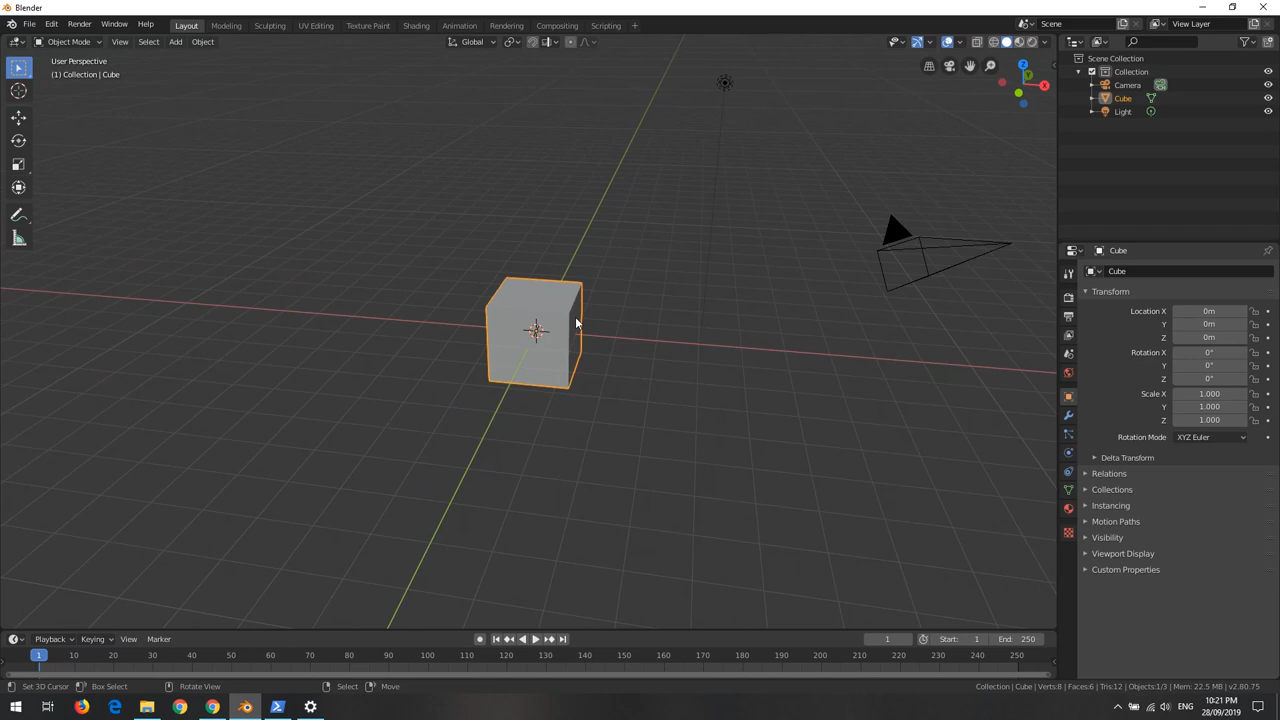 Blender
File Edit Render Window Help
Layout Modeling Sculpting UV Editing Texture Paint Shading Animation Rendering Compositing Scripting +
Scene
View Layer
Object Mode View Select Add Object
Global
User Perspective
(1) Collection | Cube
Z
Y
X
Scene Collection
Collection
Camera
Cube
Light
Cube
Cube
Transform
Location X 0m
Y 0m
Z 0m
Rotation X 0°
Y 0°
Z 0°
Scale X 1.000
Y 1.000
Z 1.000
Rotation Mode XYZ Euler
Delta Transform
Relations
Collections
Instancing
Motion Paths
Visibility
Viewport Display
Custom Properties
Playback Keying View Marker
1 Start: 1 End: 250
1 10 20 30 40 50 60 70 80 90 100 110 120 130 140 150 160 170 180 190 200 210 220 230 240 250
Set 3D Cursor Box Select Rotate View Select Move
Collection | Cube | Verts:8 | Faces:6 | Tris:12 | Objects:1/3 | Mem: 22.5 MB | v2.80.75
ENG
10:21 PM
28/09/2019